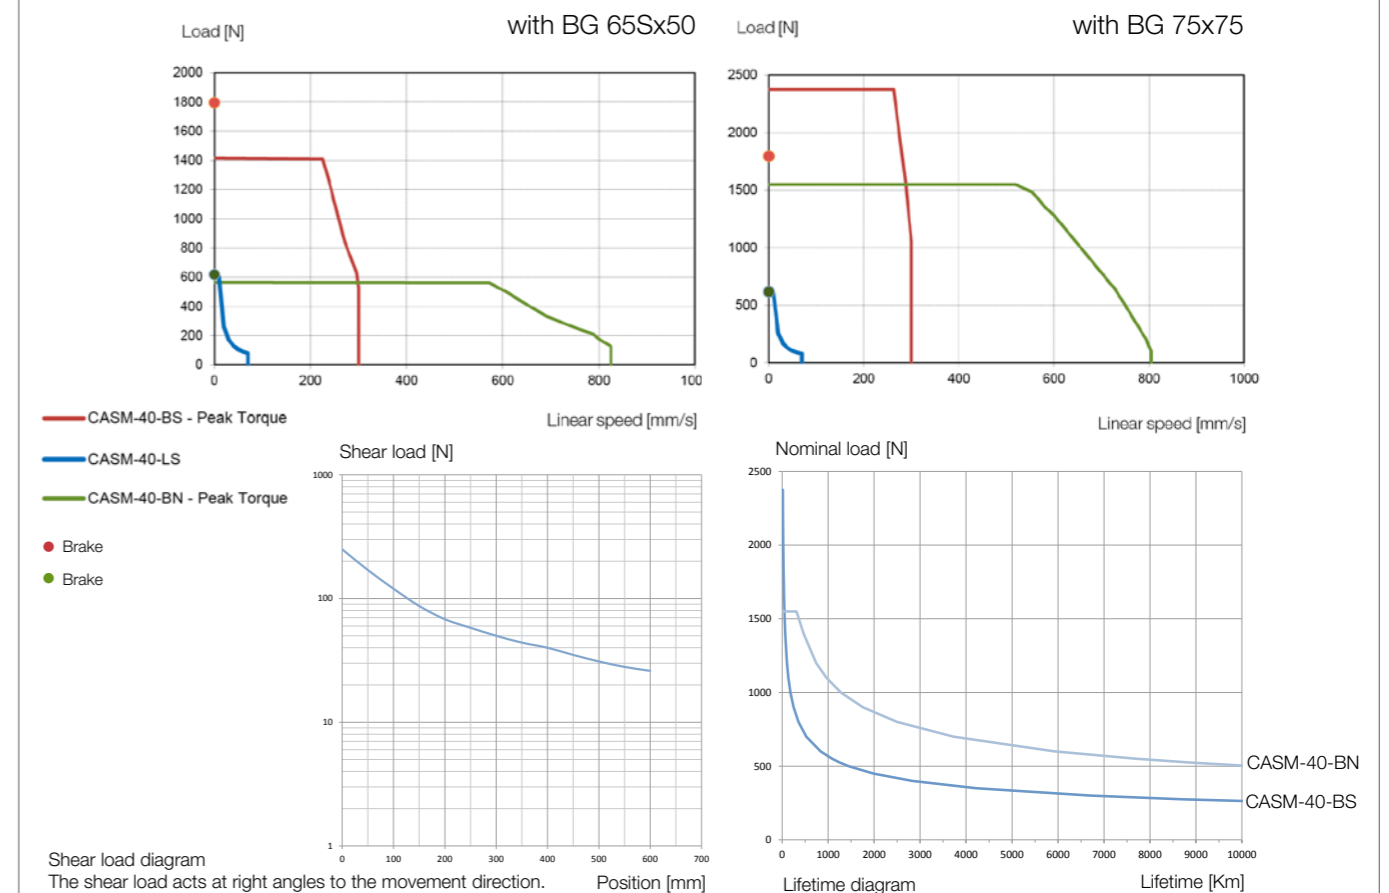 with BG 65Sx50
Load [N]
2000
1800
1600
1400
1200
1000
800
600
400
200
0
0 200 400 600 800 100
Linear speed [mm/s]
with BG 75x75
Load [N]
2500
2000
1500
1000
500
0
0 200 400 600 800 1000
Linear speed [mm/s]
CASM-40-BS - Peak Torque
CASM-40-LS
CASM-40-BN - Peak Torque
Brake
Brake
Shear load [N]
1000
100
10
1
0 100 200 300 400 500 600 700
Position [mm]
Shear load diagram
The shear load acts at right angles to the movement direction.
Nominal load [N]
2500
2000
1500
1000
500
0
CASM-40-BN
CASM-40-BS
0 1000 2000 3000 4000 5000 6000 7000 8000 9000 10000
Lifetime diagram
Lifetime [Km]